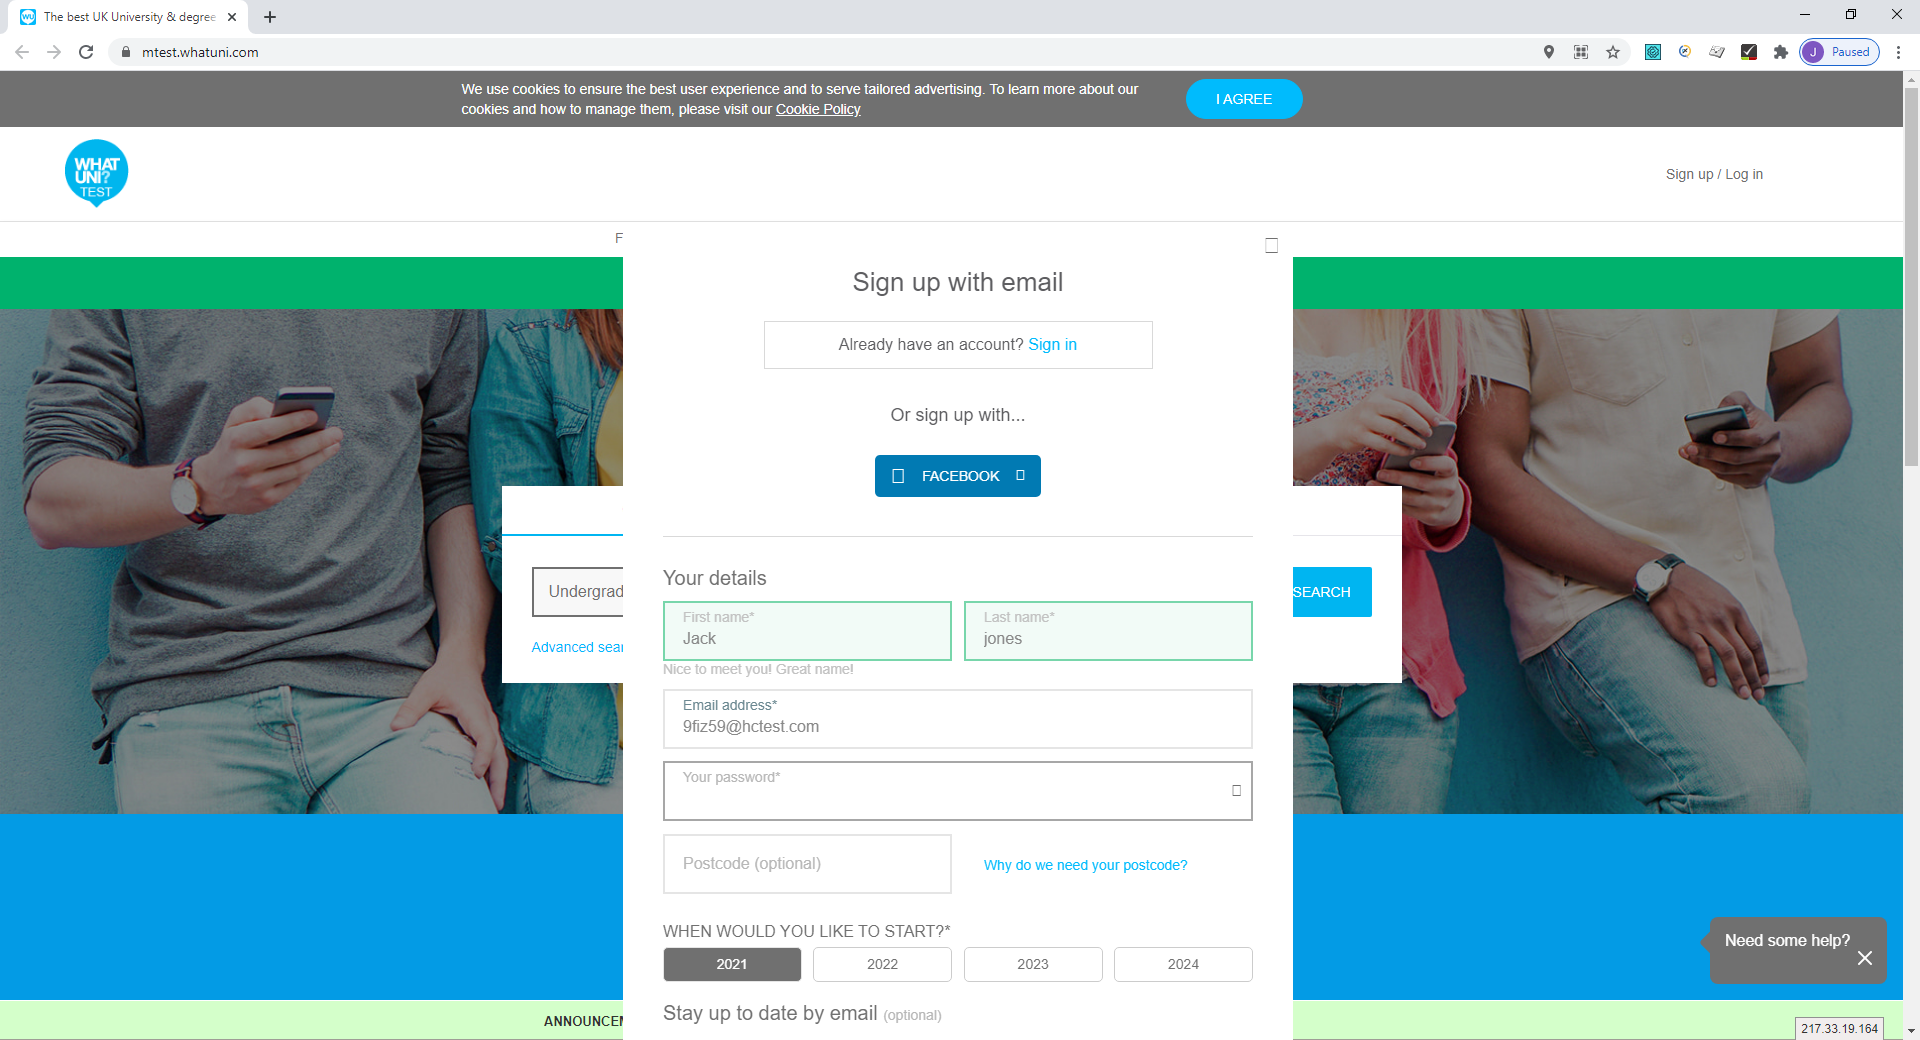 The best UK University & degree
mtest.whatuni.com
J Paused
We use cookies to ensure the best user experience and to serve tailored advertising. To learn more about our
cookies and how to manage them, please visit our Cookie Policy
I AGREE
WHAT
UNI?
TEST
Sign up / Log in
F
Sign up with email
Already have an account? Sign in
Or sign up with...
FACEBOOK
Your details
First name*
Jack
Last name*
jones
Nice to meet you! Great name!
Undergrad
SEARCH
Advanced sear
Email address*
9fiz59@hctest.com
Your password*
Postcode (optional)
Why do we need your postcode?
WHEN WOULD YOU LIKE TO START?*
2021
2022
2023
2024
Need some help?
Stay up to date by email (optional)
ANNOUNCEM
217.33.19.164